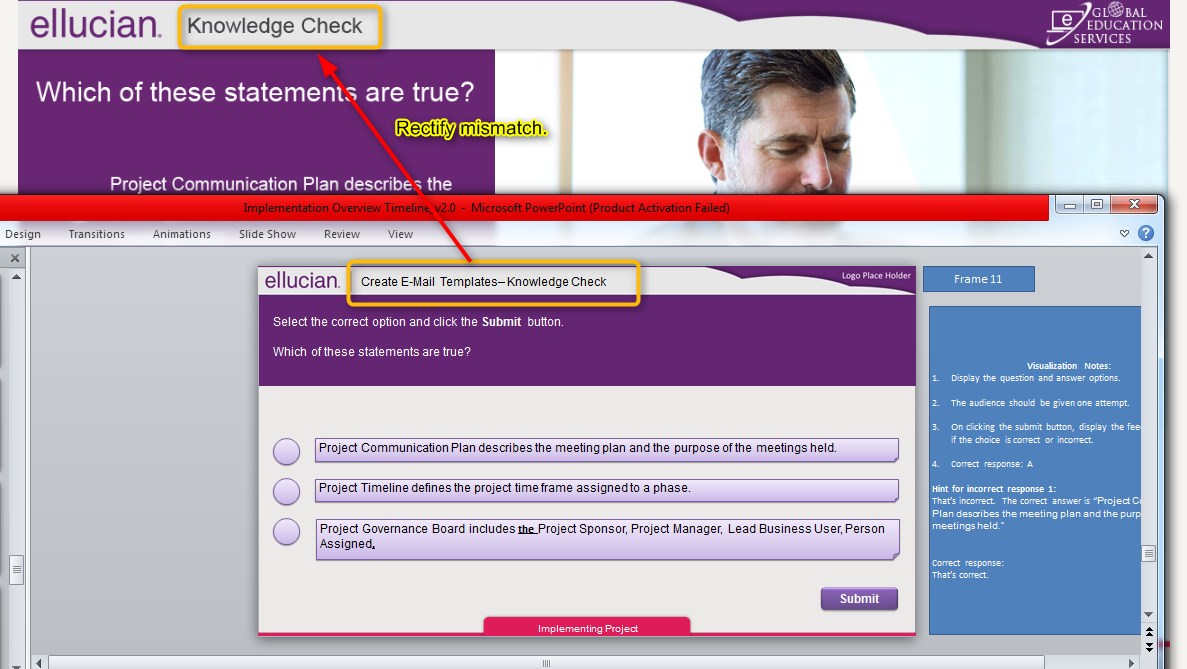 ellucian. Knowledge Check
GLOBAL
EDUCATION
SERVICES
Which of these statements are true?
Rectify mismatch.
Project Communication Plan describes the
Implementation Overview Timeline_v2.0 - Microsoft PowerPoint (Product Activation Failed)
Design Transitions Animations Slide Show Review View
ellucian. Create E-Mail Templates–Knowledge Check
Logo Place Holder
Frame 11
Select the correct option and click the Submit button.
Which of these statements are true?
Project Communication Plan describes the meeting plan and the purpose of the meetings held.
Project Timeline defines the project time frame assigned to a phase.
Project Governance Board includes the Project Sponsor, Project Manager, Lead Business User, Person
Assigned.
Submit
Implementing Project
Visualization Notes:
1. Display the question and answer options.
2. The audience should be given one attempt.
3. On clicking the submit button, display the fee
if the choice is correct or incorrect.
4. Correct response: A
Hint for incorrect response 1:
That's incorrect. The correct answer is "Project Co
Plan describes the meeting plan and the purp
meetings held."
Correct response:
That's correct.